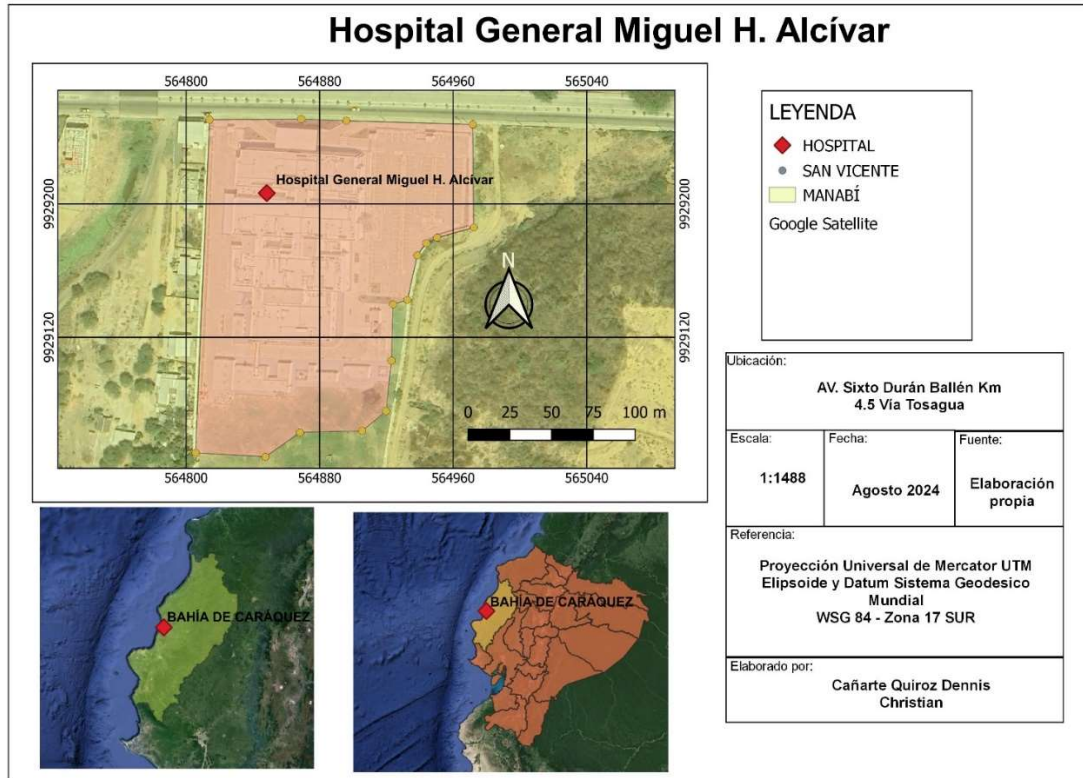 Hospital General Miguel H. Alcívar
564800 564880 564960 565040
Hospital General Miguel H. Alcívar
9929200 9929200
N
9929120 9929120
0 25 50 75 100 m
564800 564880 564960 565040
LEYENDA
HOSPITAL
SAN VICENTE
MANABÍ
Google Satellite
Ubicación:
AV. Sixto Durán Ballén Km
4.5 Vía Tosagua
Escala:
1:1488
Fecha:
Agosto 2024
Fuente:
Elaboración
propia
Referencia:
Proyección Universal de Mercator UTM
Elipsoide y Datum Sistema Geodesico
Mundial
WSG 84 - Zona 17 SUR
Elaborado por:
Cañarte Quiroz Dennis
Christian
BAHÍA DE CARÁQUEZ
BAHÍA DE CARÁQUEZ